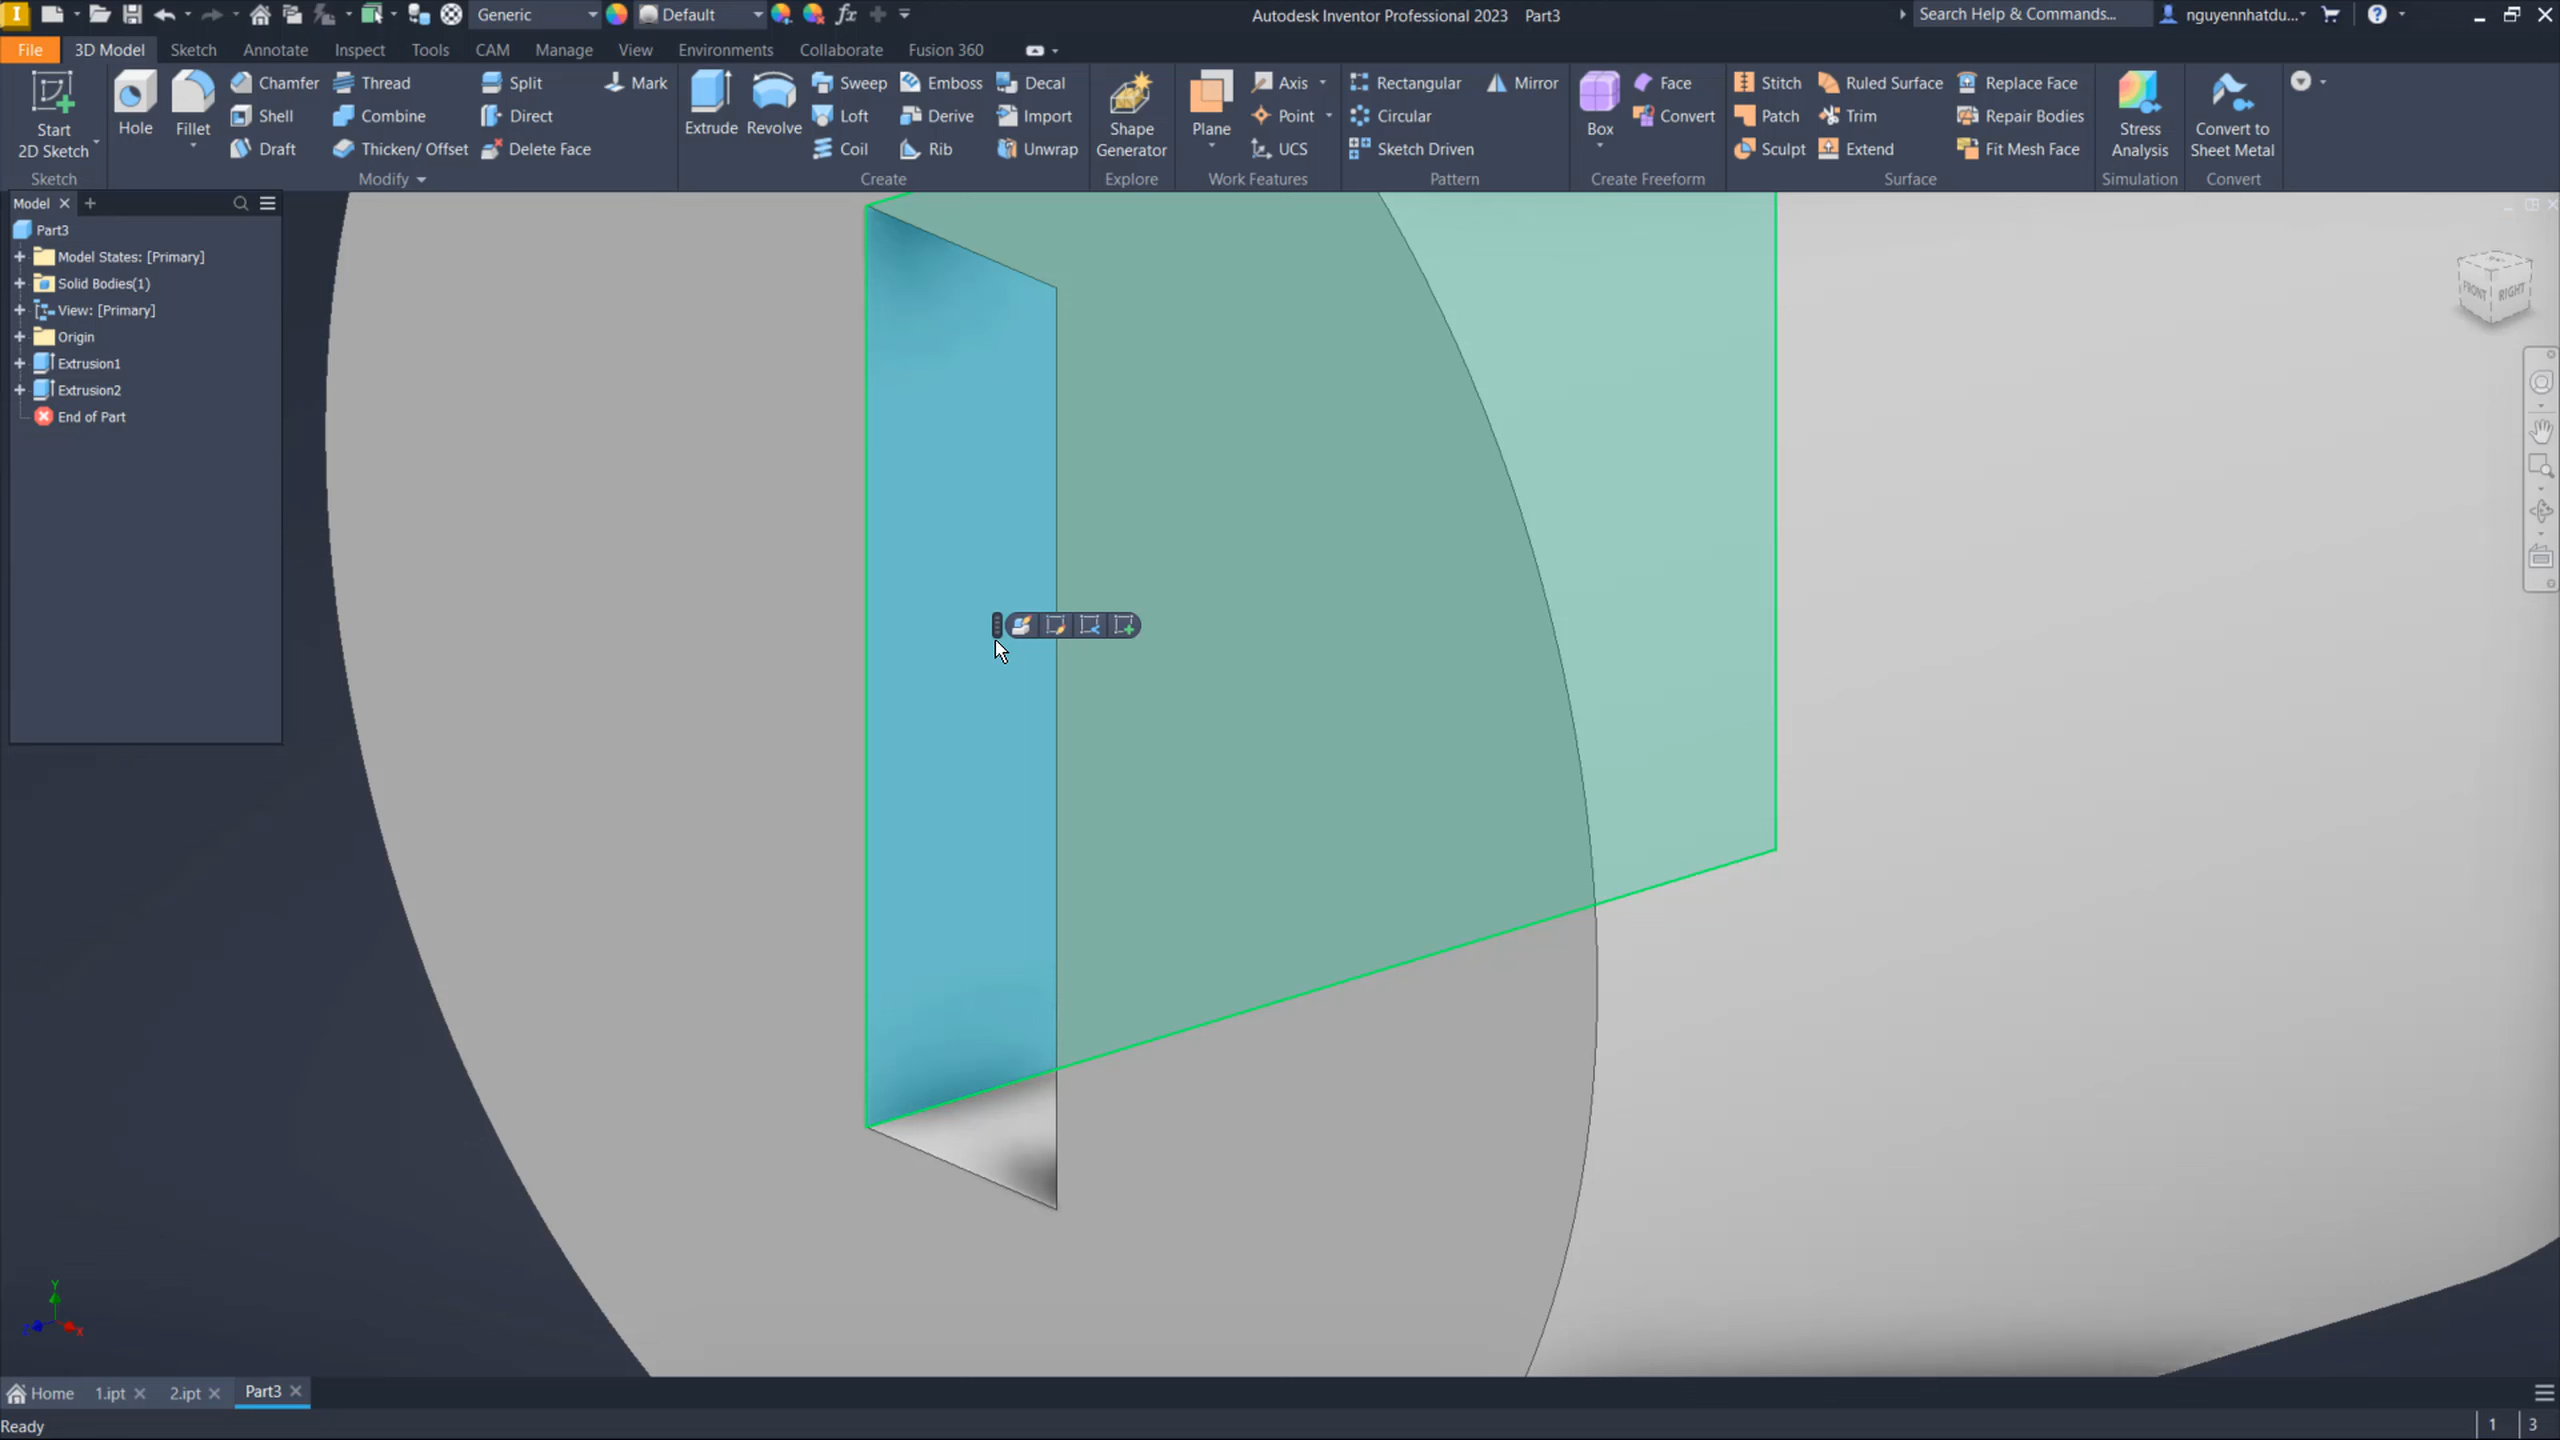 Generic
Default
fx
Autodesk Inventor Professional 2023 Part3
Search Help & Commands...
nguyennhatdu...
File 3D Model Sketch Annotate Inspect Tools CAM Manage View Environments Collaborate Fusion 360
Start
2D Sketch
Hole
Fillet
Chamfer
Shell
Draft
Thread
Combine
Thicken/ Offset
Split
Direct
Delete Face
Mark
Extrude
Revolve
Sweep
Loft
Coil
Emboss
Derive
Rib
Decal
Import
Unwrap
Shape
Generator
Plane
Axis
Point
UCS
Rectangular
Circular
Sketch Driven
Mirror
Box
Face
Convert
Stitch
Patch
Sculpt
Ruled Surface
Trim
Extend
Replace Face
Repair Bodies
Fit Mesh Face
Stress
Analysis
Convert to
Sheet Metal
Sketch Modify Create Explore Work Features Pattern Create Freeform Surface Simulation Convert
Model
Part3
Model States: [Primary]
Solid Bodies(1)
View: [Primary]
Origin
Extrusion1
Extrusion2
End of Part
FRONT RIGHT
Y
Z
X
Home 1.ipt 2.ipt Part3
Ready
1 3